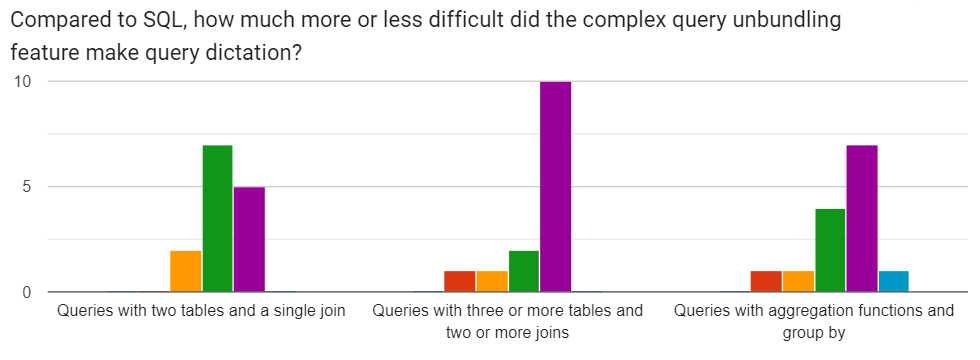 Compared to SQL, how much more or less difficult did the complex query unbundling
feature make query dictation?
10
5
0
Queries with two tables and a single join
Queries with three or more tables and
two or more joins
Queries with aggregation functions and
group by